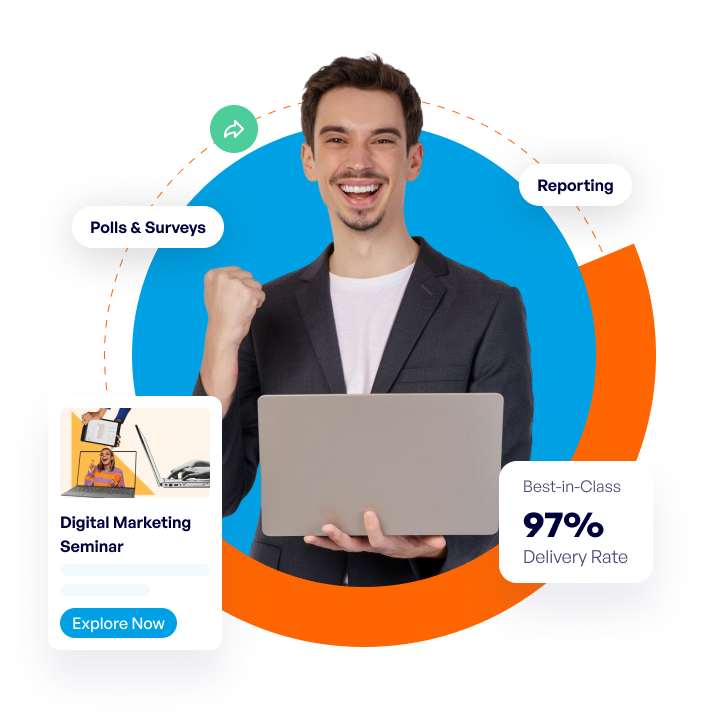 Reporting
Polls & Surveys
Digital Marketing
Seminar
Explore Now
Best-in-Class
97%
Delivery Rate